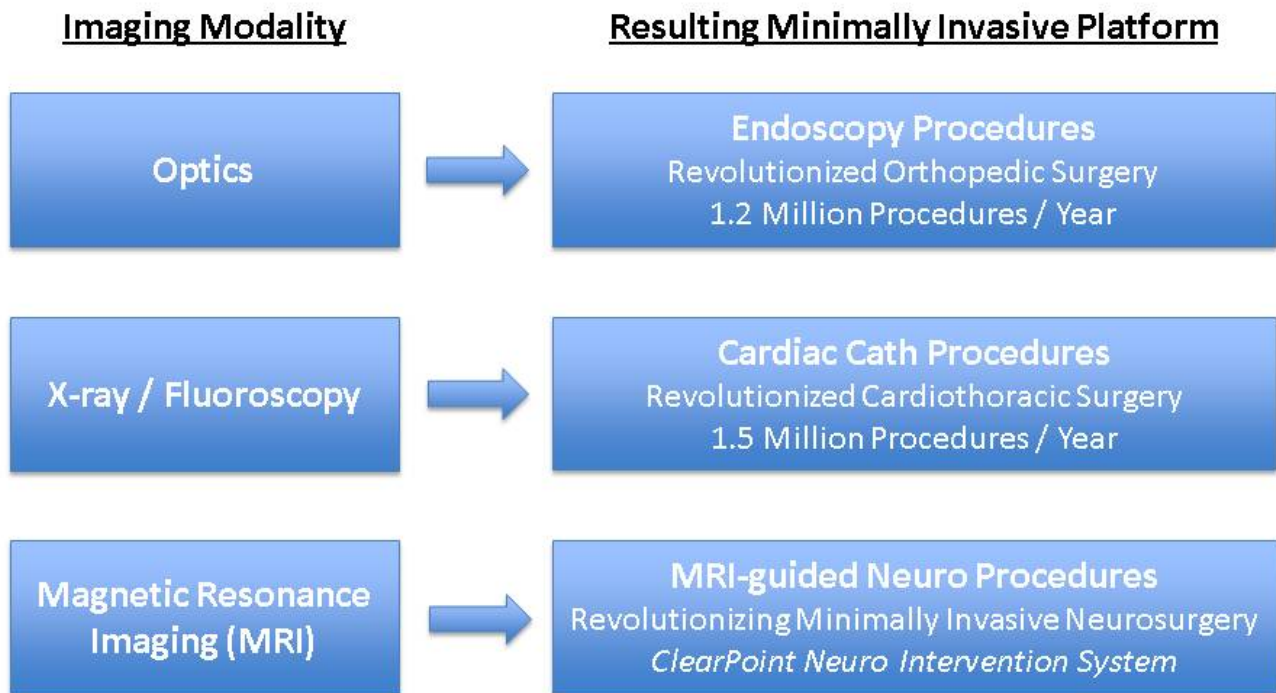 Imaging Modality
Resulting Minimally Invasive Platform
Optics
Endoscopy Procedures
Revolutionized Orthopedic Surgery
1.2 Million Procedures / Year
X-ray / Fluoroscopy
Cardiac Cath Procedures
Revolutionized Cardiothoracic Surgery
1.5 Million Procedures / Year
Magnetic Resonance
Imaging (MRI)
MRI-guided Neuro Procedures
Revolutionizing Minimally Invasive Neurosurgery
ClearPoint Neuro Intervention System